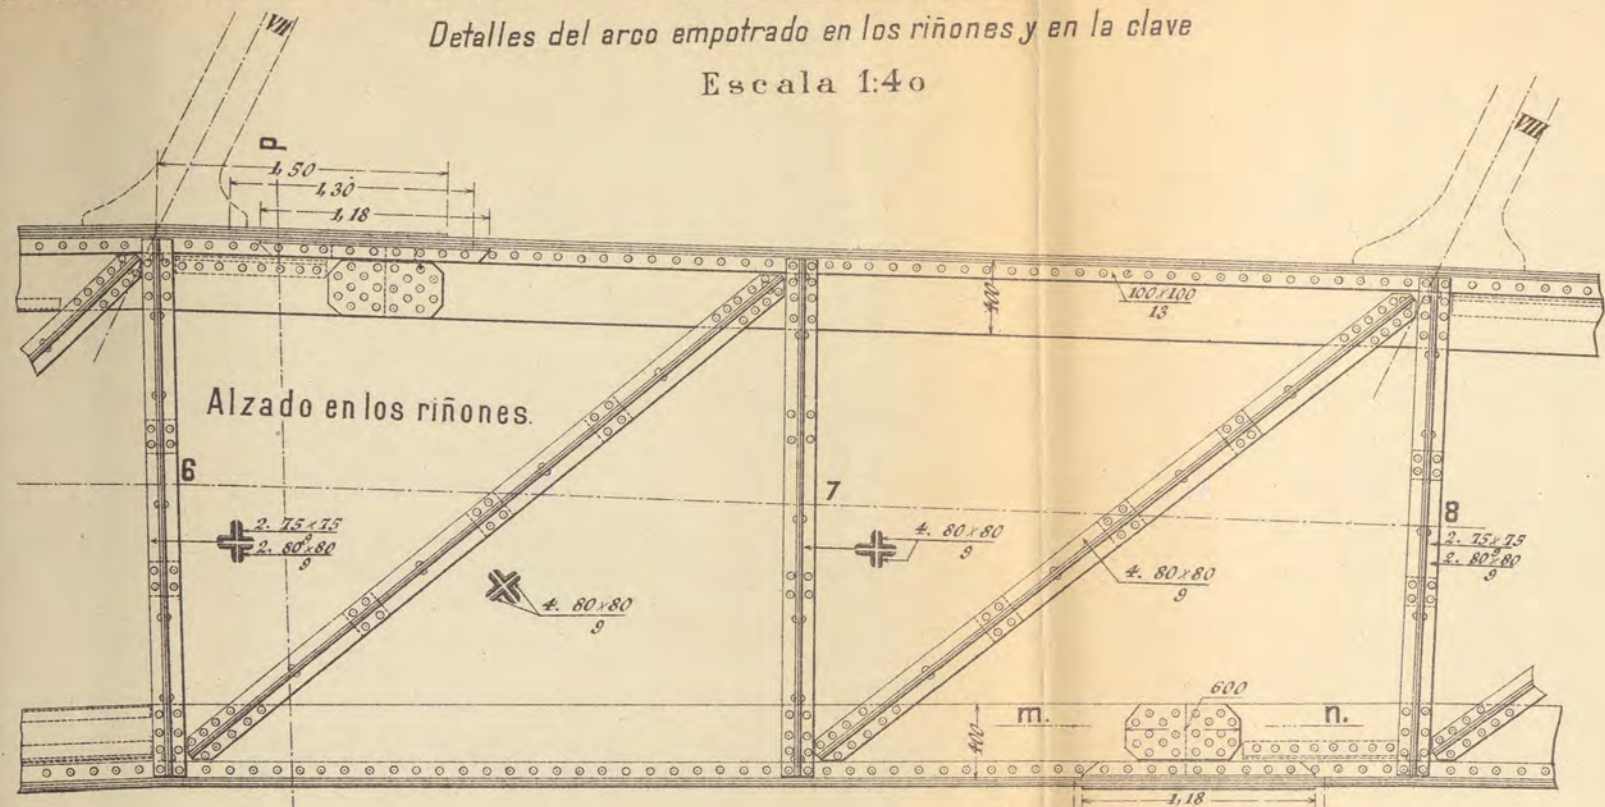 Detalles del arco empotrado en los riñones y en la clave
Escala 1:40
VII
VIII
p
1,50
1,30
1,18
100x100
13
400
Alzado en los riñones.
6
7
8
2. 75x75
9
2. 80x80
9
4. 80x80
9
4. 80x80
9
4. 80x80
9
2. 75x75
9
2. 80x80
9
600
m.
n.
400
1,18